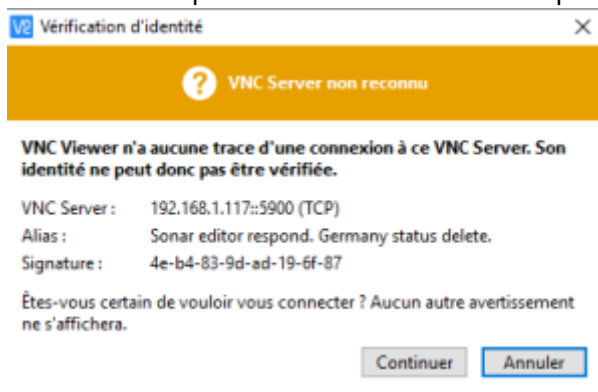 V2 Vérification d'identité
? VNC Server non reconnu
VNC Viewer n'a aucune trace d'une connexion à ce VNC Server. Son
identité ne peut donc pas être vérifiée.
VNC Server : 192.168.1.117::5900 (TCP)
Alias : Sonar editor respond. Germany status delete.
Signature : 4e-b4-83-9d-ad-19-6f-87
Êtes-vous certain de vouloir vous connecter ? Aucun autre avertissement
ne s'affichera.
Continuer Annuler